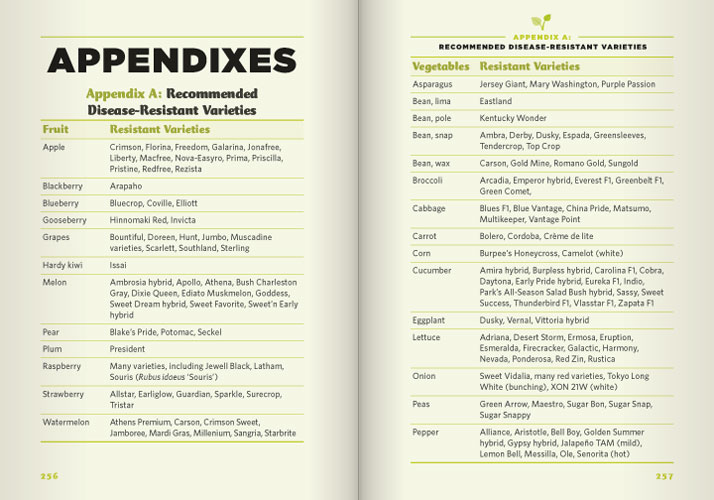 APPENDIXES
Appendix A: Recommended
Disease-Resistant Varieties
Fruit Resistant Varieties
Apple Crimson, Florina, Freedom, Galarina, Jonafree,
Liberty, Macfree, Nova-Easyro, Prima, Priscilla,
Pristine, Redfree, Rezista
Blackberry Arapaho
Blueberry Bluecrop, Coville, Elliott
Gooseberry Hinnomaki Red, Invicta
Grapes Bountiful, Doreen, Hunt, Jumbo, Muscadine
varieties, Scarlett, Southland, Sterling
Hardy kiwi Issai
Melon Ambrosia hybrid, Apollo, Athena, Bush Charleston
Gray, Dixie Queen, Ediato Muskmelon, Goddess,
Sweet Dream hybrid, Sweet Favorite, Sweet'n Early
hybrid
Pear Blake's Pride, Potomac, Seckel
Plum President
Raspberry Many varieties, including Jewell Black, Latham,
Souris (Rubus idoeus 'Souris')
Strawberry Allstar, Earliglow, Guardian, Sparkle, Surecrop,
Tristar
Watermelon Athens Premium, Carson, Crimson Sweet,
Jamboree, Mardi Gras, Millenium, Sangria, Starbrite
256
APPENDIX A:
RECOMMENDED DISEASE-RESISTANT VARIETIES
Vegetables Resistant Varieties
Asparagus Jersey Giant, Mary Washington, Purple Passion
Bean, lima Eastland
Bean, pole Kentucky Wonder
Bean, snap Ambra, Derby, Dusky, Espada, Greensleeves,
Tendercrop, Top Crop
Bean, wax Carson, Gold Mine, Romano Gold, Sungold
Broccoli Arcadia, Emperor hybrid, Everest F1, Greenbelt F1,
Green Comet,
Cabbage Blues F1, Blue Vantage, China Pride, Matsumo,
Multikeeper, Vantage Point
Carrot Bolero, Cordoba, Crème de lite
Corn Burpee's Honeycross, Camelot (white)
Cucumber Amira hybrid, Burpless hybrid, Carolina F1, Cobra,
Daytona, Early Pride hybrid, Eureka F1, Indio,
Park's All-Season Salad Bush hybrid, Sassy, Sweet
Success, Thunderbird F1, Vlasstar F1, Zapata F1
Eggplant Dusky, Vernal, Vittoria hybrid
Lettuce Adriana, Desert Storm, Ermosa, Eruption,
Esmeralda, Firecracker, Galactic, Harmony,
Nevada, Ponderosa, Red Zin, Rustica
Onion Sweet Vidalia, many red varieties, Tokyo Long
White (bunching), XON 21W (white)
Peas Green Arrow, Maestro, Sugar Bon, Sugar Snap,
Sugar Snappy
Pepper Alliance, Aristotle, Bell Boy, Golden Summer
hybrid, Gypsy hybrid, Jalapeño TAM (mild),
Lemon Bell, Messilla, Ole, Senorita (hot)
257